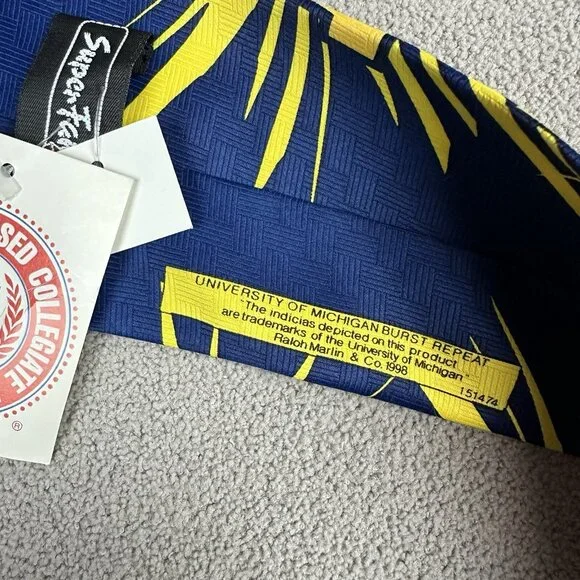 Super Fan
SED COLLEGIATE
®
UNIVERSITY OF MICHIGAN BURST REPEAT
"The indicias depicted on this product
are trademarks of the University of Michigan"
Ralph Marlin & Co. 1998
151474